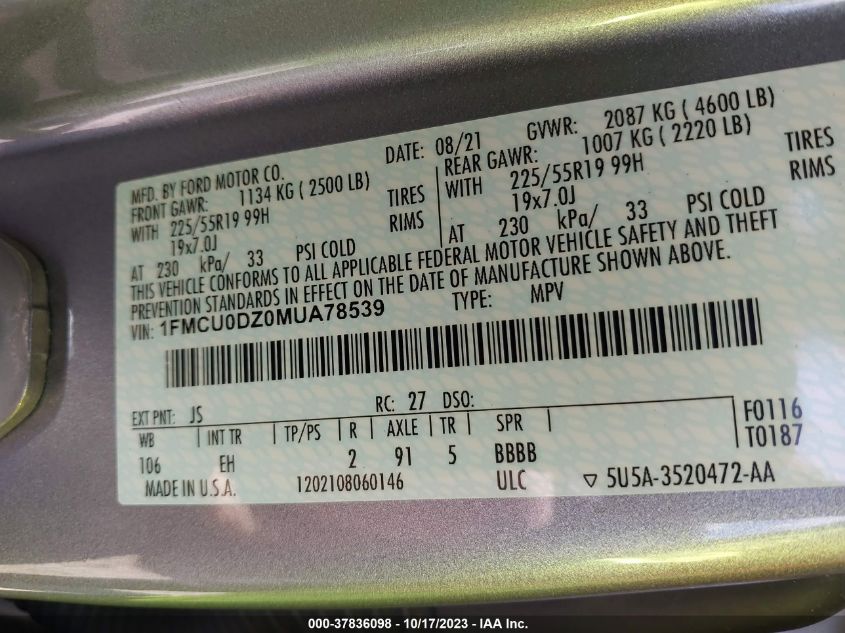 MFD. BY FORD MOTOR CO. DATE: 08/21 GVWR: 2087 KG ( 4600 LB)
FRONT GAWR: 1134 KG ( 2500 LB) REAR GAWR: 1007 KG ( 2220 LB)
WITH 225/55R19 99H TIRES WITH 225/55R19 99H TIRES
19x7.0J RIMS 19x7.0J RIMS
AT 230 kPa/ 33 PSI COLD AT 230 kPa/ 33 PSI COLD
THIS VEHICLE CONFORMS TO ALL APPLICABLE FEDERAL MOTOR VEHICLE SAFETY AND THEFT
PREVENTION STANDARDS IN EFFECT ON THE DATE OF MANUFACTURE SHOWN ABOVE.
VIN: 1FMCU0DZ0MUA78539 TYPE: MPV
EXT PNT: JS RC: 27 DSO:
WB | INT TR | TP/PS | R | AXLE | TR | SPR | F0116
106 EH 2 91 5 BBBB T0187
MADE IN U.S.A. 1202108060146 ULC ▽ 5U5A-3520472-AA
000-37836098 - 10/17/2023 - IAA Inc.